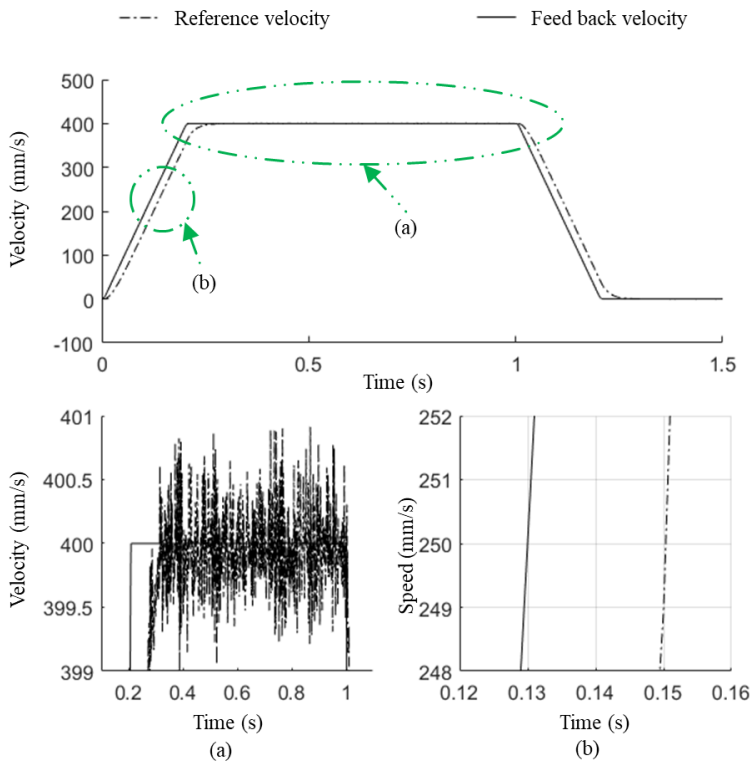 Reference velocity Feed back velocity
500
400
300
200
100
0
-100
Velocity (mm/s)
(a)
(b)
0 0.5 1 1.5
Time (s)
401
400.5
400
399.5
399
Velocity (mm/s)
0.2 0.4 0.6 0.8 1
Time (s)
(a)
252
251
250
249
248
Speed (mm/s)
0.12 0.13 0.14 0.15 0.16
Time (s)
(b)